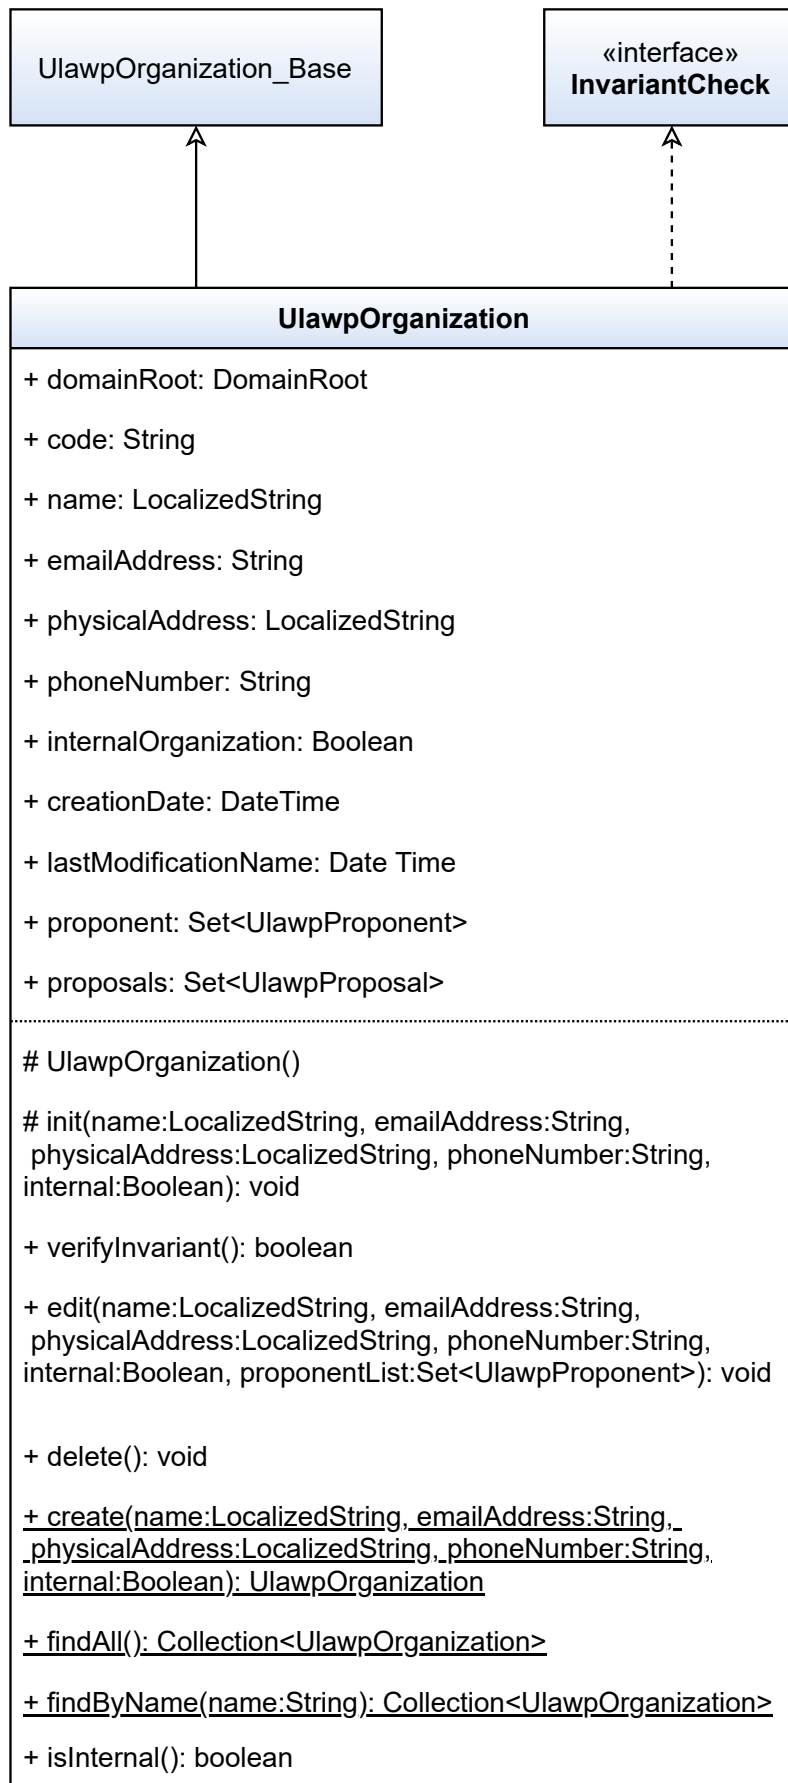 UlawpOrganization_Base
«interface»
InvariantCheck
UlawpOrganization
+ domainRoot: DomainRoot
+ code: String
+ name: LocalizedString
+ emailAddress: String
+ physicalAddress: LocalizedString
+ phoneNumber: String
+ internalOrganization: Boolean
+ creationDate: DateTime
+ lastModificationName: Date Time
+ proponent: Set<UlawpProponent>
+ proposals: Set<UlawpProposal>
# UlawpOrganization()
# init(name:LocalizedString, emailAddress:String,
physicalAddress:LocalizedString, phoneNumber:String,
internal:Boolean): void
+ verifyInvariant(): boolean
+ edit(name:LocalizedString, emailAddress:String,
physicalAddress:LocalizedString, phoneNumber:String,
internal:Boolean, proponentList:Set<UlawpProponent>): void
+ delete(): void
+ create(name:LocalizedString, emailAddress:String,
physicalAddress:LocalizedString, phoneNumber:String,
internal:Boolean): UlawpOrganization
+ findAll(): Collection<UlawpOrganization>
+ findByName(name:String): Collection<UlawpOrganization>
+ isInternal(): boolean